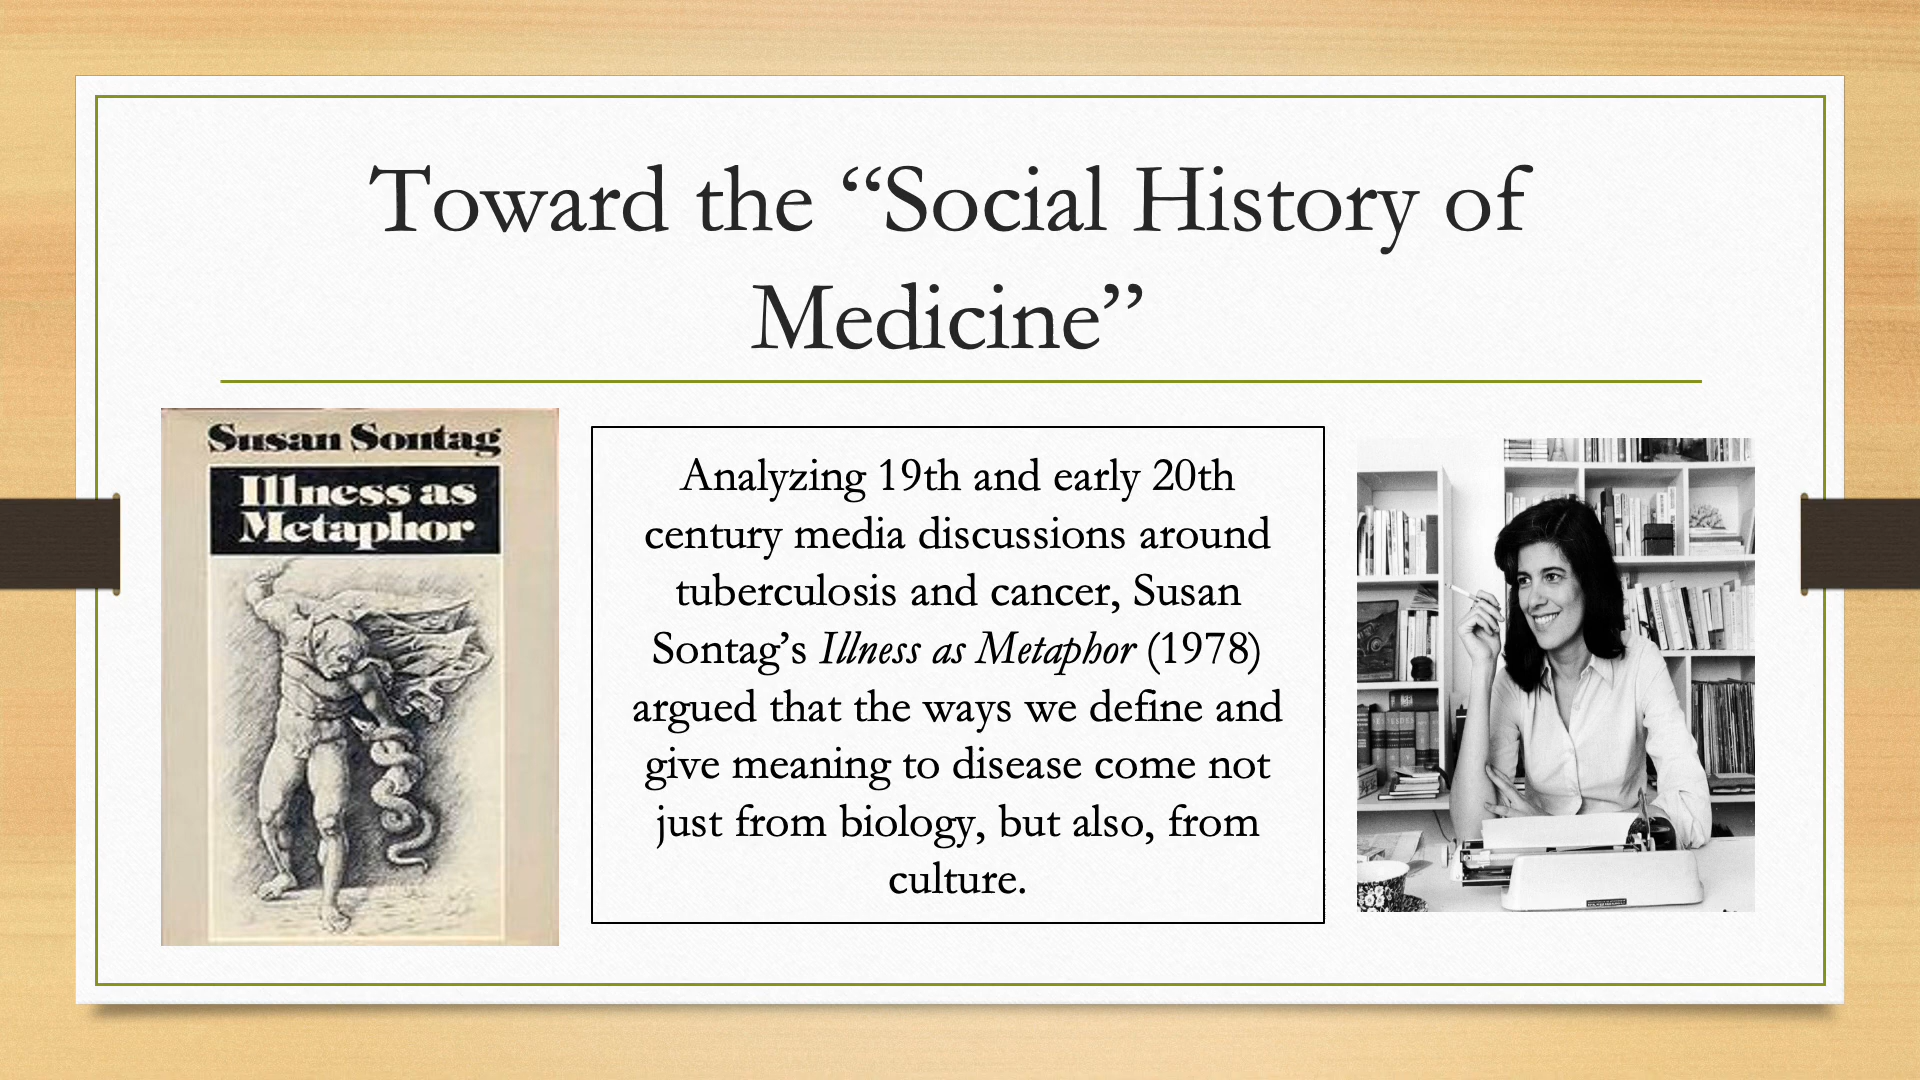 Toward the “Social History of
Medicine”
Susan Sontag
Illness as
Metaphor
Analyzing 19th and early 20th
century media discussions around
tuberculosis and cancer, Susan
Sontag’s Illness as Metaphor (1978)
argued that the ways we define and
give meaning to disease come not
just from biology, but also, from
culture.